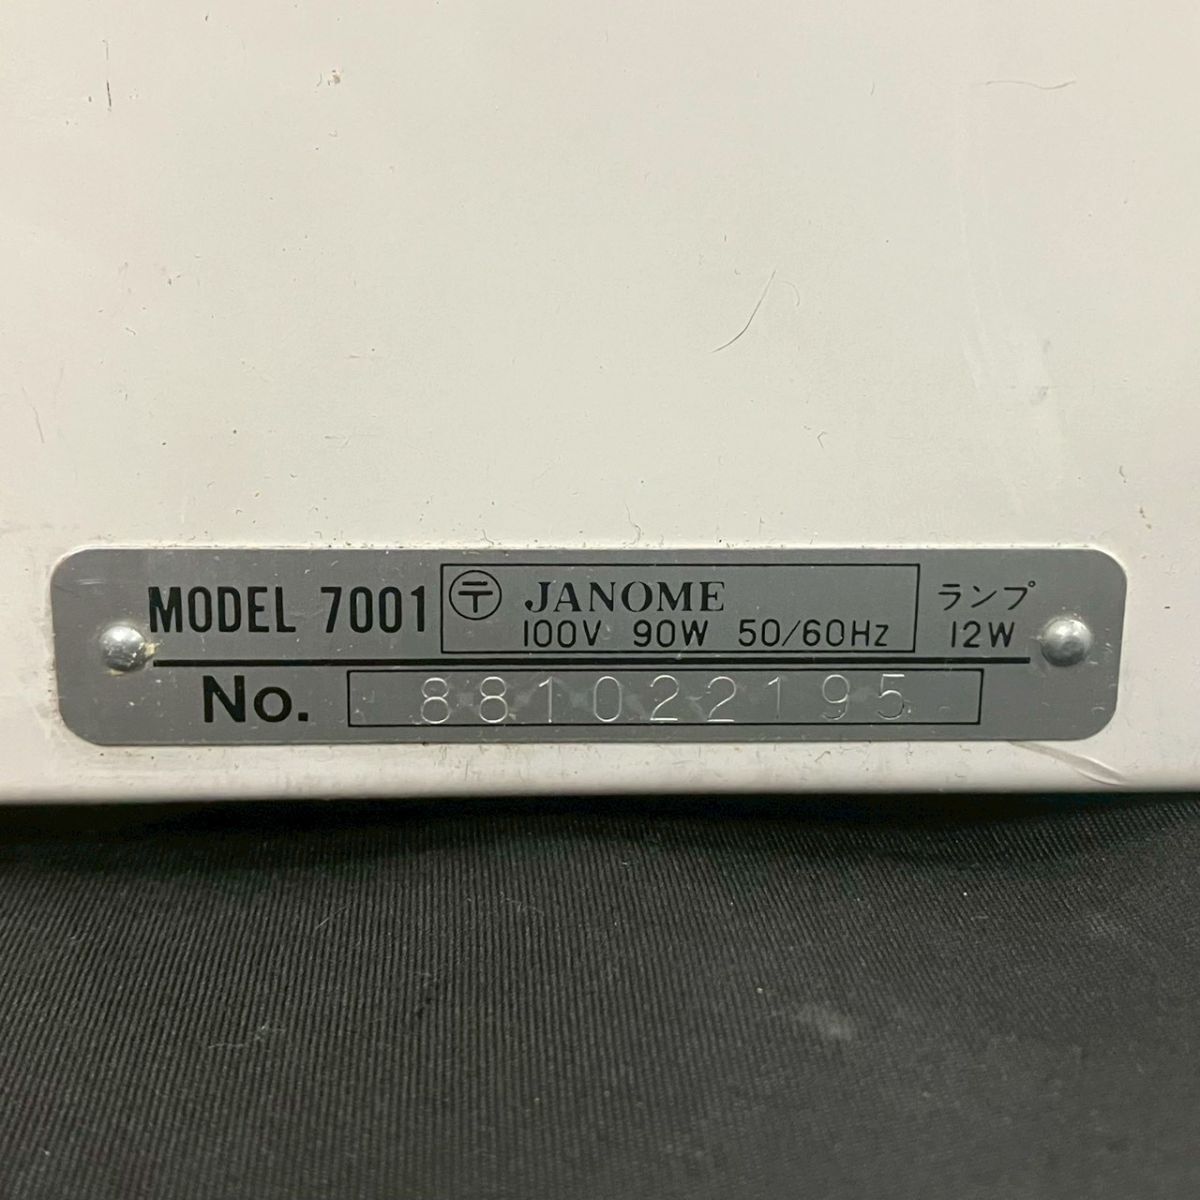 MODEL 7001 〶 JANOME ランプ
100V 90W 50/60Hz 12W
No. 881022195